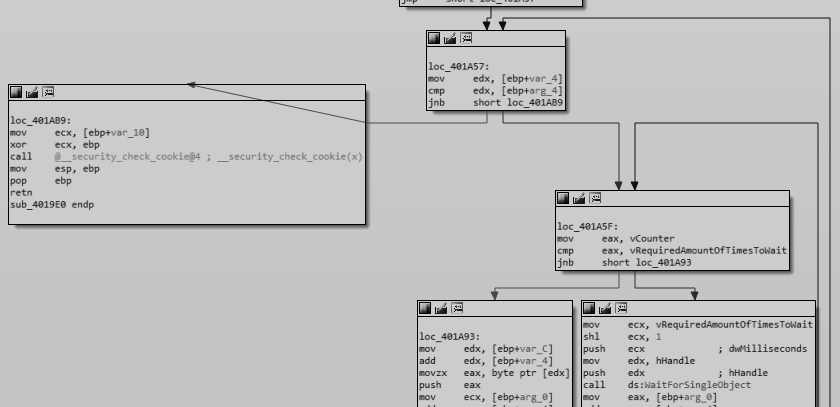 jmp short loc_401A57
loc_401A57:
mov edx, [ebp+var_4]
cmp edx, [ebp+arg_4]
jnb short loc_401AB9
loc_401AB9:
mov ecx, [ebp+var_10]
xor ecx, ebp
call @__security_check_cookie@4 ; __security_check_cookie(x)
mov esp, ebp
pop ebp
retn
sub_4019E0 endp
loc_401A5F:
mov eax, vCounter
cmp eax, vRequiredAmountOfTimesToWait
jnb short loc_401A93
loc_401A93:
mov edx, [ebp+var_C]
add edx, [ebp+var_4]
movzx eax, byte ptr [edx]
push eax
mov ecx, [ebp+arg_0]
mov ecx, vRequiredAmountOfTimesToWait
shl ecx, 1
push ecx ; dwMilliseconds
mov edx, hHandle
push edx ; hHandle
call ds:WaitForSingleObject
mov eax, [ebp+arg_0]